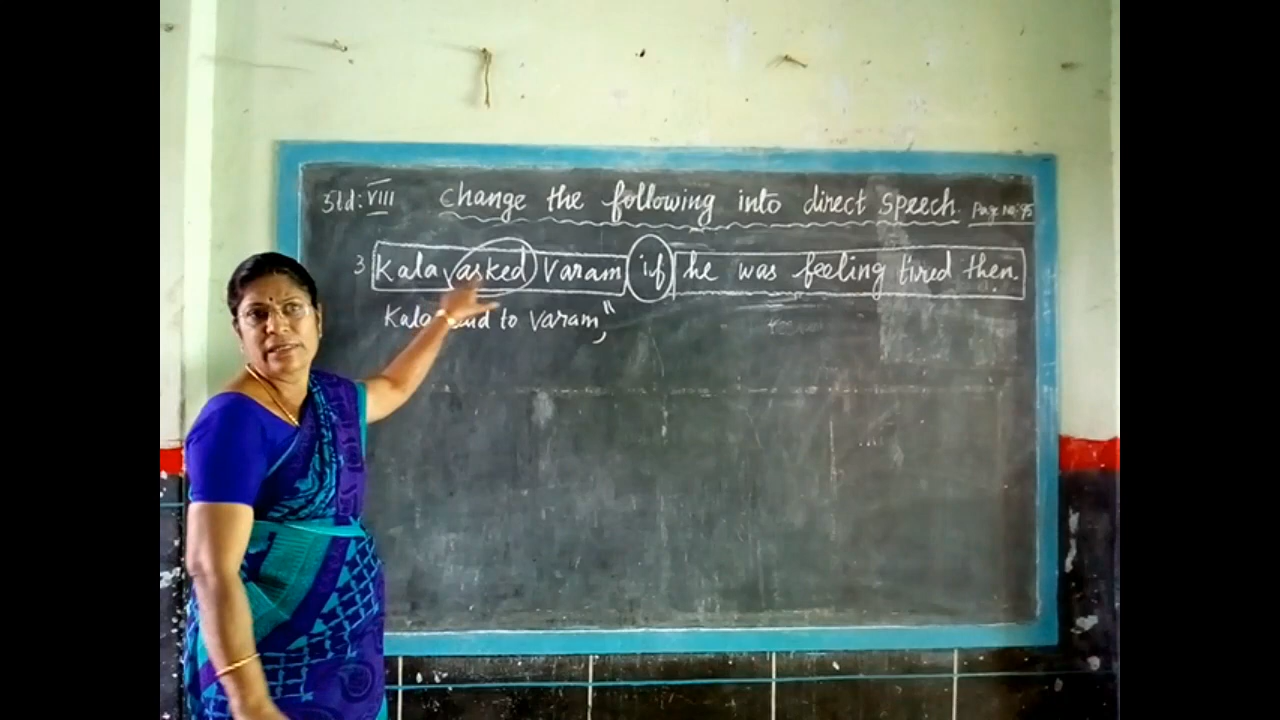 Std: VIII Change the following into direct speech. Page No: 95
3 Kala asked Varam if he was feeling tired then.
Kala said to Varam, "